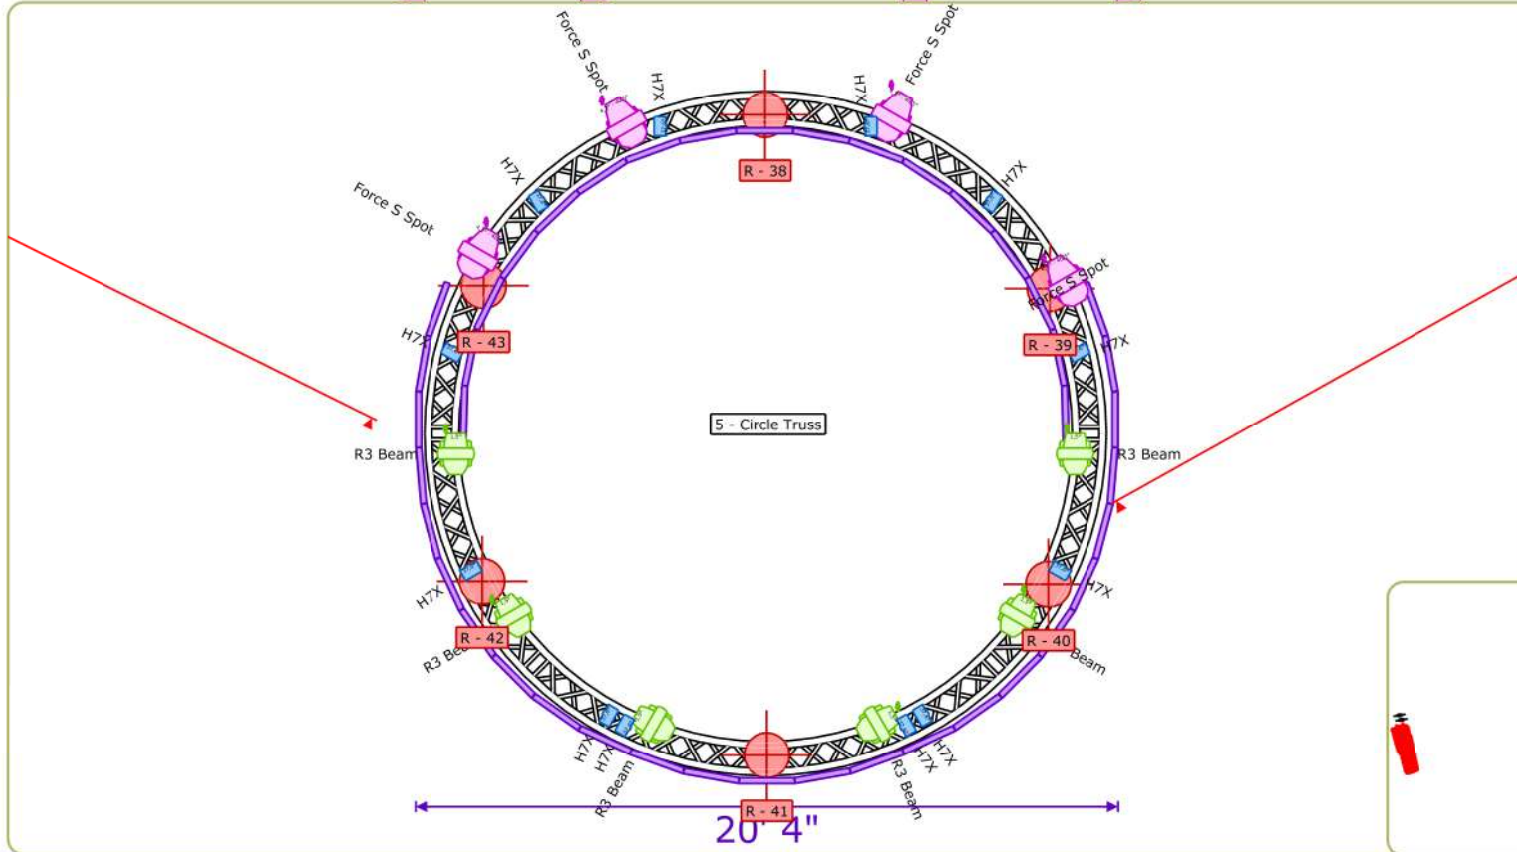 Force S Spot
Force S Spot
H7X
H7X
R - 38
H7X
H7X
Force S Spot
Force S Spot
H7X
R - 43
R - 39
H7X
5 - Circle Truss
R3 Beam
R3 Beam
H7X
H7X
R - 42
R - 40
R3 Bea
Beam
H7X
H7X
H7X
H7X
R3 Beam
R3 Beam
R - 41
20' 4"